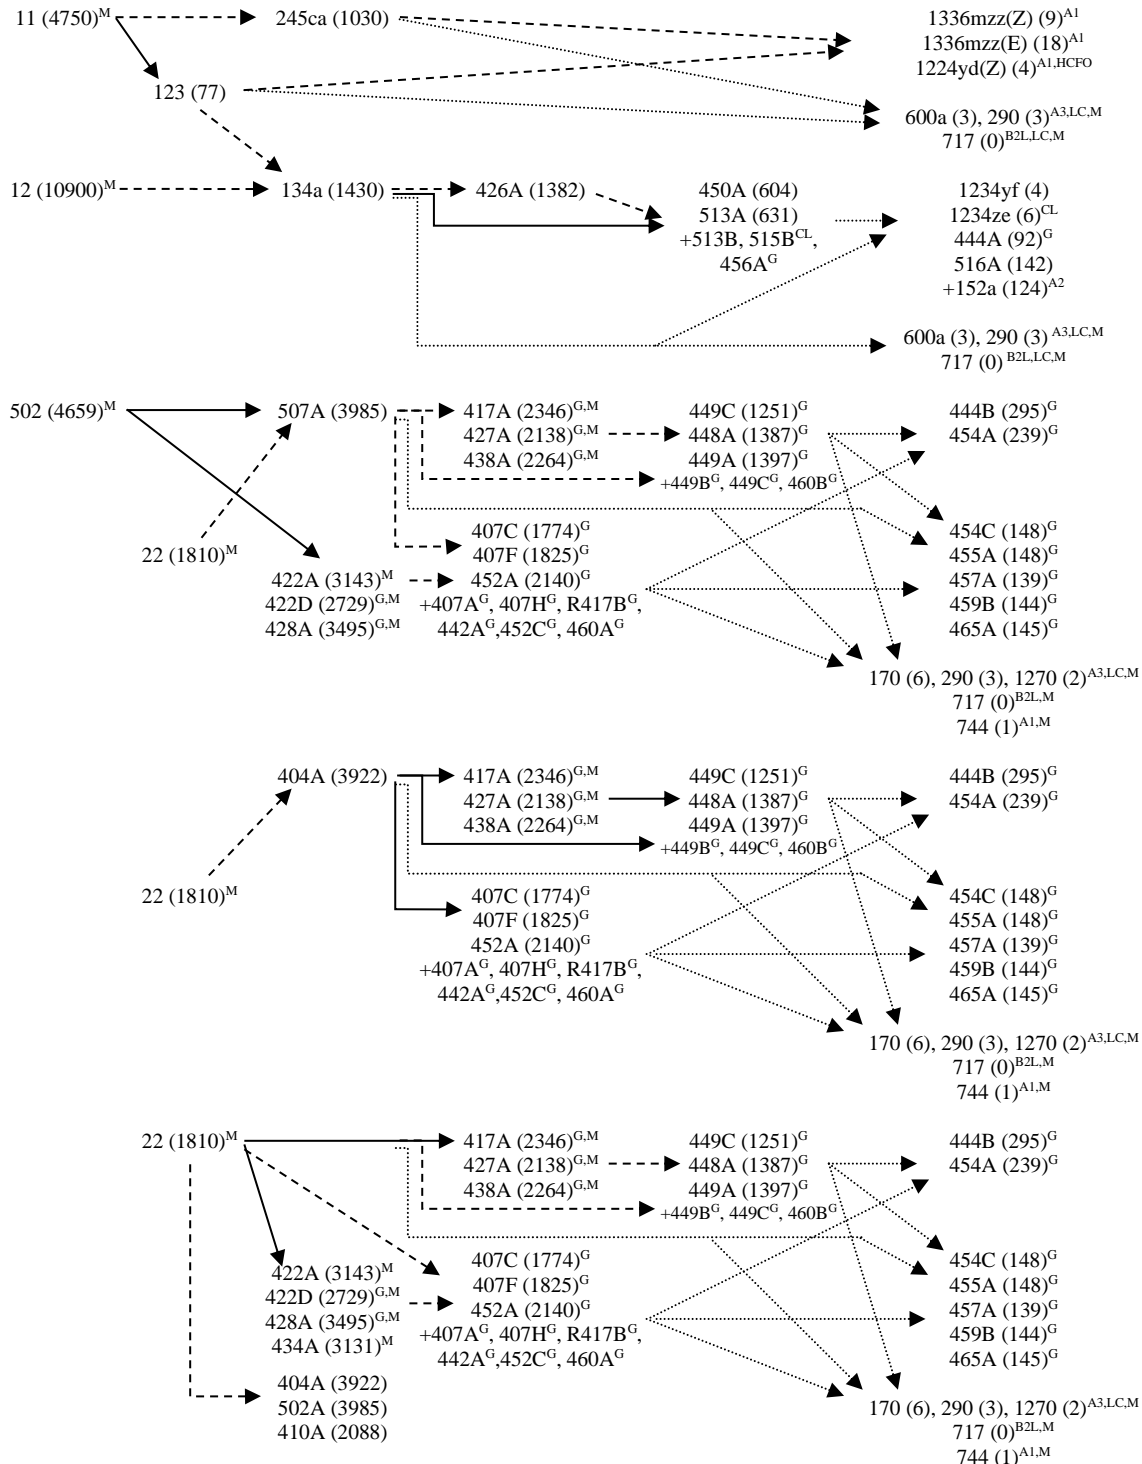 11 (4750)ᴹ 245ca (1030) 1336mzz(Z) (9)ᴬ¹
1336mzz(E) (18)ᴬ¹
1224yd(Z) (4)ᴬ¹,ᴴᶜᶠᴼ
123 (77)
600a (3), 290 (3)A3,LC,M
717 (0)B2L,LC,M
12 (10900)M 134a (1430) 426A (1382) 450A (604) 1234yf (4)
513A (631) 1234ze (6)CL
+513B, 515BCL, 444A (92)G
456AG 516A (142)
+152a (124)A2
600a (3), 290 (3)A3,LC,M
717 (0)B2L,LC,M
502 (4659)M 507A (3985) 417A (2346)G,M 449C (1251)G 444B (295)G
427A (2138)G,M 448A (1387)G 454A (239)G
438A (2264)G,M 449A (1397)G
+449BG, 449CG, 460BG
407C (1774)G 454C (148)G
22 (1810)M 407F (1825)G 455A (148)G
422A (3143)M 452A (2140)G 457A (139)G
422D (2729)G,M +407AG, 407HG, R417BG, 459B (144)G
428A (3495)G,M 442AG,452CG, 460AG 465A (145)G
170 (6), 290 (3), 1270 (2)A3,LC,M
717 (0)B2L,M
744 (1)A1,M
404A (3922) 417A (2346)G,M 449C (1251)G 444B (295)G
427A (2138)G,M 448A (1387)G 454A (239)G
438A (2264)G,M 449A (1397)G
+449BG, 449CG, 460BG
22 (1810)M 407C (1774)G 454C (148)G
407F (1825)G 455A (148)G
452A (2140)G 457A (139)G
+407AG, 407HG, R417BG, 459B (144)G
442AG,452CG, 460AG 465A (145)G
170 (6), 290 (3), 1270 (2)A3,LC,M
717 (0)B2L,M
744 (1)A1,M
22 (1810)M 417A (2346)G,M 449C (1251)G 444B (295)G
427A (2138)G,M 448A (1387)G 454A (239)G
438A (2264)G,M 449A (1397)G
+449BG, 449CG, 460BG
407C (1774)G 454C (148)G
422A (3143)M 407F (1825)G 455A (148)G
422D (2729)G,M 452A (2140)G 457A (139)G
428A (3495)G,M +407AG, 407HG, R417BG, 459B (144)G
434A (3131)M 442AG,452CG, 460AG 465A (145)G
404A (3922)
502A (3985) 170 (6), 290 (3), 1270 (2)A3,LC,M
410A (2088) 717 (0)B2L,M
744 (1)A1,M